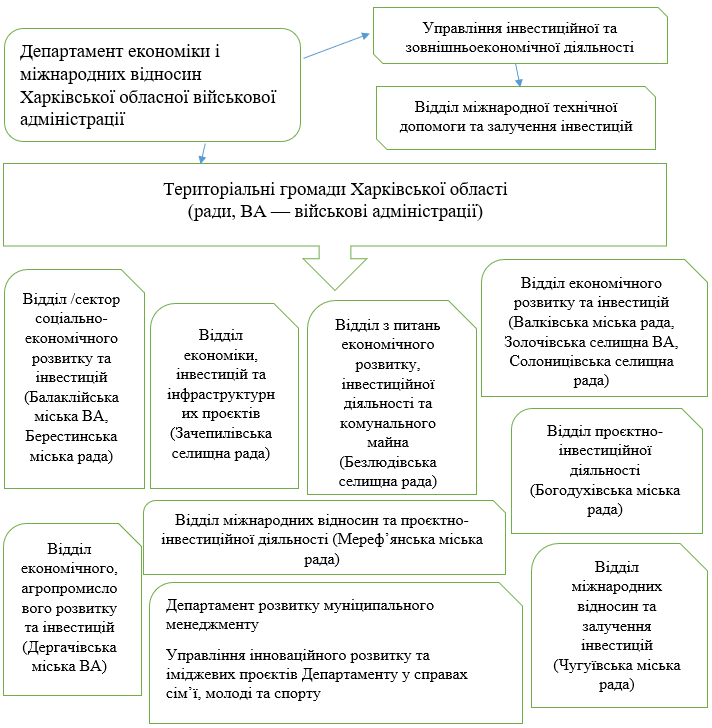 Департамент економіки і
міжнародних відносин
Харківської обласної військової
адміністрації
Управління інвестиційної та
зовнішньоекономічної діяльності
Відділ міжнародної технічної
допомоги та залучення інвестицій
Територіальні громади Харківської області
(ради, ВА — військові адміністрації)
Відділ /сектор
соціально-
економічного
розвитку та
інвестицій
(Балаклійська
міська ВА,
Берестинська
міська рада)
Відділ
економіки,
інвестицій та
інфраструктурн
их проєктів
(Зачепилівська
селищна рада)
Відділ з питань
економічного
розвитку,
інвестиційної
діяльності та
комунального
майна
(Безлюдівська
селищна рада)
Відділ економічного
розвитку та інвестицій
(Валківська міська рада,
Золочівська селищна ВА,
Солоницівська селищна
рада)
Відділ проєктно-
інвестиційної
діяльності
(Богодухівська міська
рада)
Відділ міжнародних відносин та проєктно-
інвестиційної діяльності (Мереф’янська міська
рада)
Відділ
економічного,
агропромисло
вого розвитку
та інвестицій
(Дергачівська
міська ВА)
Департамент розвитку муніципального
менеджменту
Управління інноваційного розвитку та
іміджевих проєктів Департаменту у справах
сім’ї, молоді та спорту
Відділ
міжнародних
відносин та
залучення
інвестицій
(Чугуївська міська
рада)